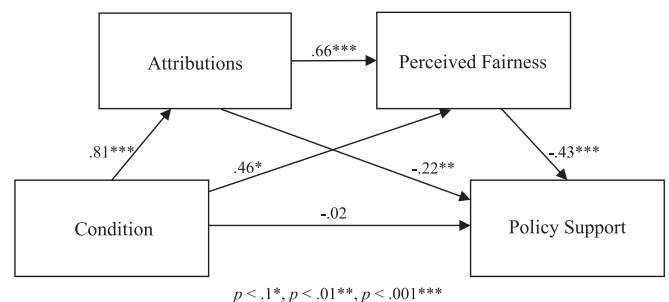 Attributions
.66***
Perceived Fairness
.81***
.46*
-.22**
-.43***
Condition
-.02
Policy Support
p < .1*, p < .01**, p < .001***